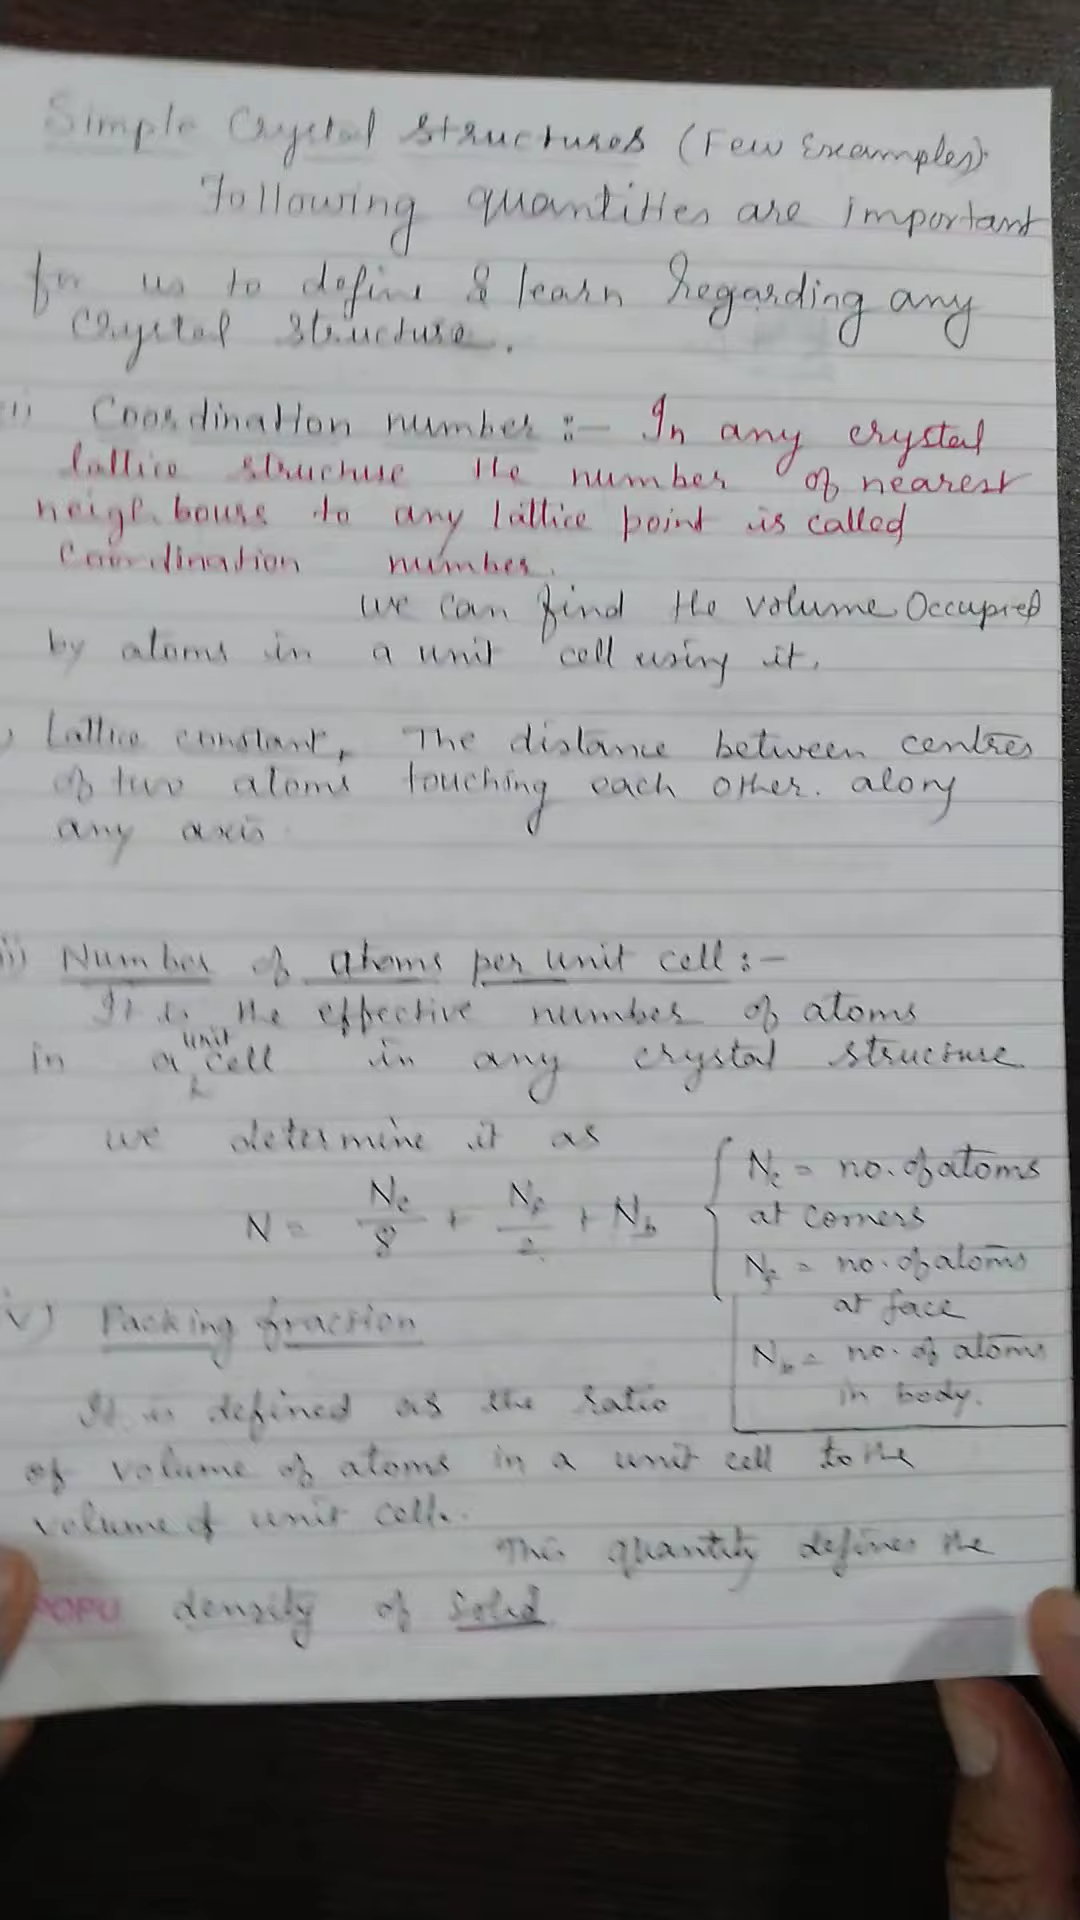 Simple Crystal Structures (Few Examples).
Following quantities are important
for us to define & learn Regarding any
Crystal Structure.
i) Coordination number :- In any crystal
lattice structure the number of nearest
neighbours to any lattice point is called
Coordination number.
we can find the volume Occupied
by atoms in a unit cell using it.
) Lattice constant, The distance between centres
of two atoms touching each other. along
any axis.
ii) Number of atoms per unit cell :-
It is the effective number of atoms
in a unit cell in any crystal structure
we determine it as
N = Nc/8 + NF/2 + Nb
Nc = no. of atoms
at corners
NF = no. of atoms
at face
Nb = no. of atoms
in body.
iv) Packing fraction
It is defined as the ratio
of volume of atoms in a unit cell to the
volume of unit cell.
This quantity defines the
POPU density of solid